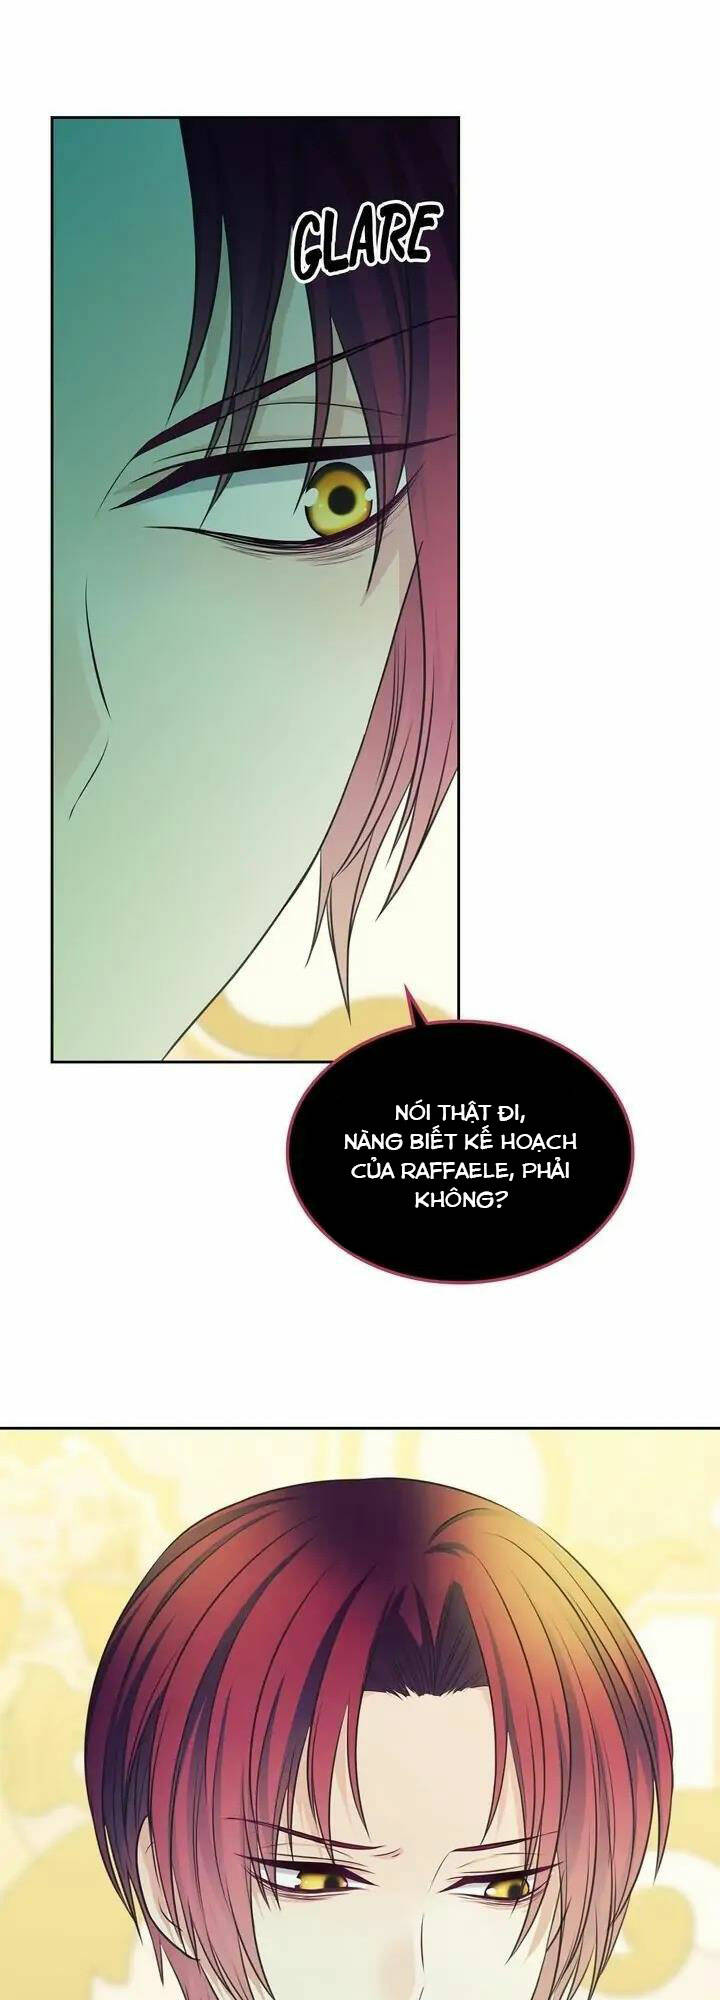 GLARE
NÓI THẬT ĐI,
NÀNG BIẾT KẾ HOẠCH
CỦA RAFFAELE, PHẢI
KHÔNG?